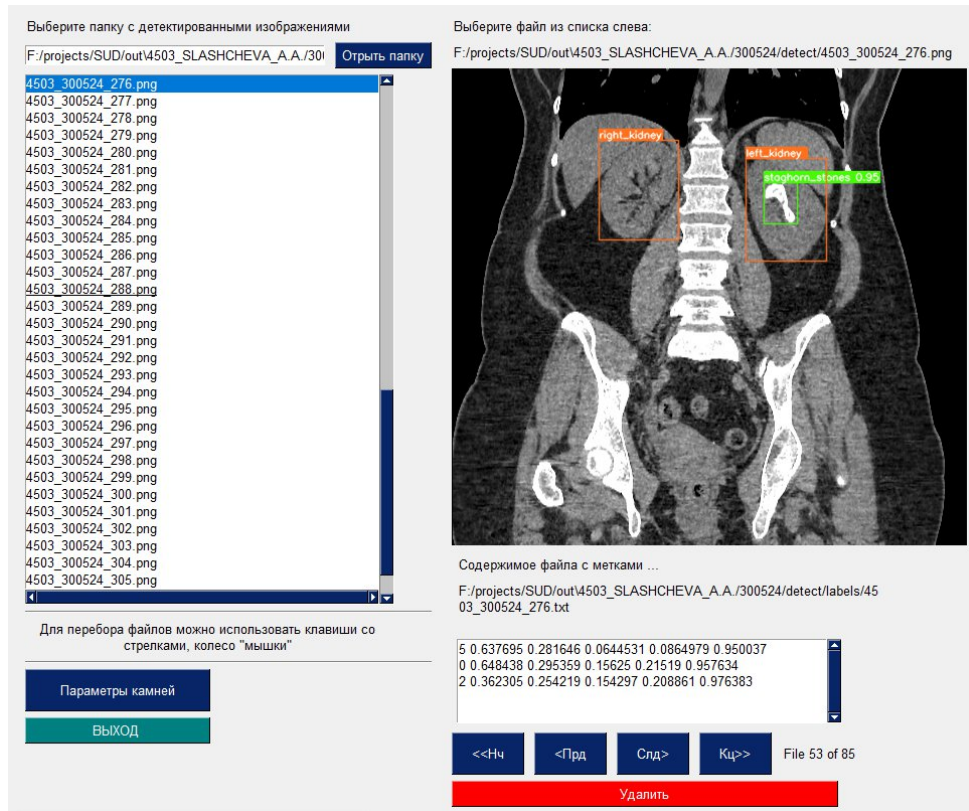 Выберите папку с детектированными изображениями
F:/projects/SUD/out\4503_SLASHCHEVA_A.A./300
Отрыть папку
4503_300524_276.png
4503_300524_277.png
4503_300524_278.png
4503_300524_279.png
4503_300524_280.png
4503_300524_281.png
4503_300524_282.png
4503_300524_283.png
4503_300524_284.png
4503_300524_285.png
4503_300524_286.png
4503_300524_287.png
4503_300524_288.png
4503_300524_289.png
4503_300524_290.png
4503_300524_291.png
4503_300524_292.png
4503_300524_293.png
4503_300524_294.png
4503_300524_295.png
4503_300524_296.png
4503_300524_297.png
4503_300524_298.png
4503_300524_299.png
4503_300524_300.png
4503_300524_301.png
4503_300524_302.png
4503_300524_303.png
4503_300524_304.png
4503_300524_305.png
Для перебора файлов можно использовать клавиши со
стрелками, колесо "мышки"
Параметры камней
ВЫХОД
Выберите файл из списка слева:
F:/projects/SUD/out\4503_SLASHCHEVA_A.A./300524/detect/4503_300524_276.png
right_kidney
left_kidney
staghorn_stones 0.95
Содержимое файла с метками ...
F:/projects/SUD/out\4503_SLASHCHEVA_A.A./300524/detect/labels/45
03_300524_276.txt
5 0.637695 0.281646 0.0644531 0.0864979 0.950037
0 0.648438 0.295359 0.15625 0.21519 0.957634
2 0.362305 0.254219 0.154297 0.208861 0.976383
<<Нч
<Прд
Слд>
Кц>>
File 53 of 85
Удалить